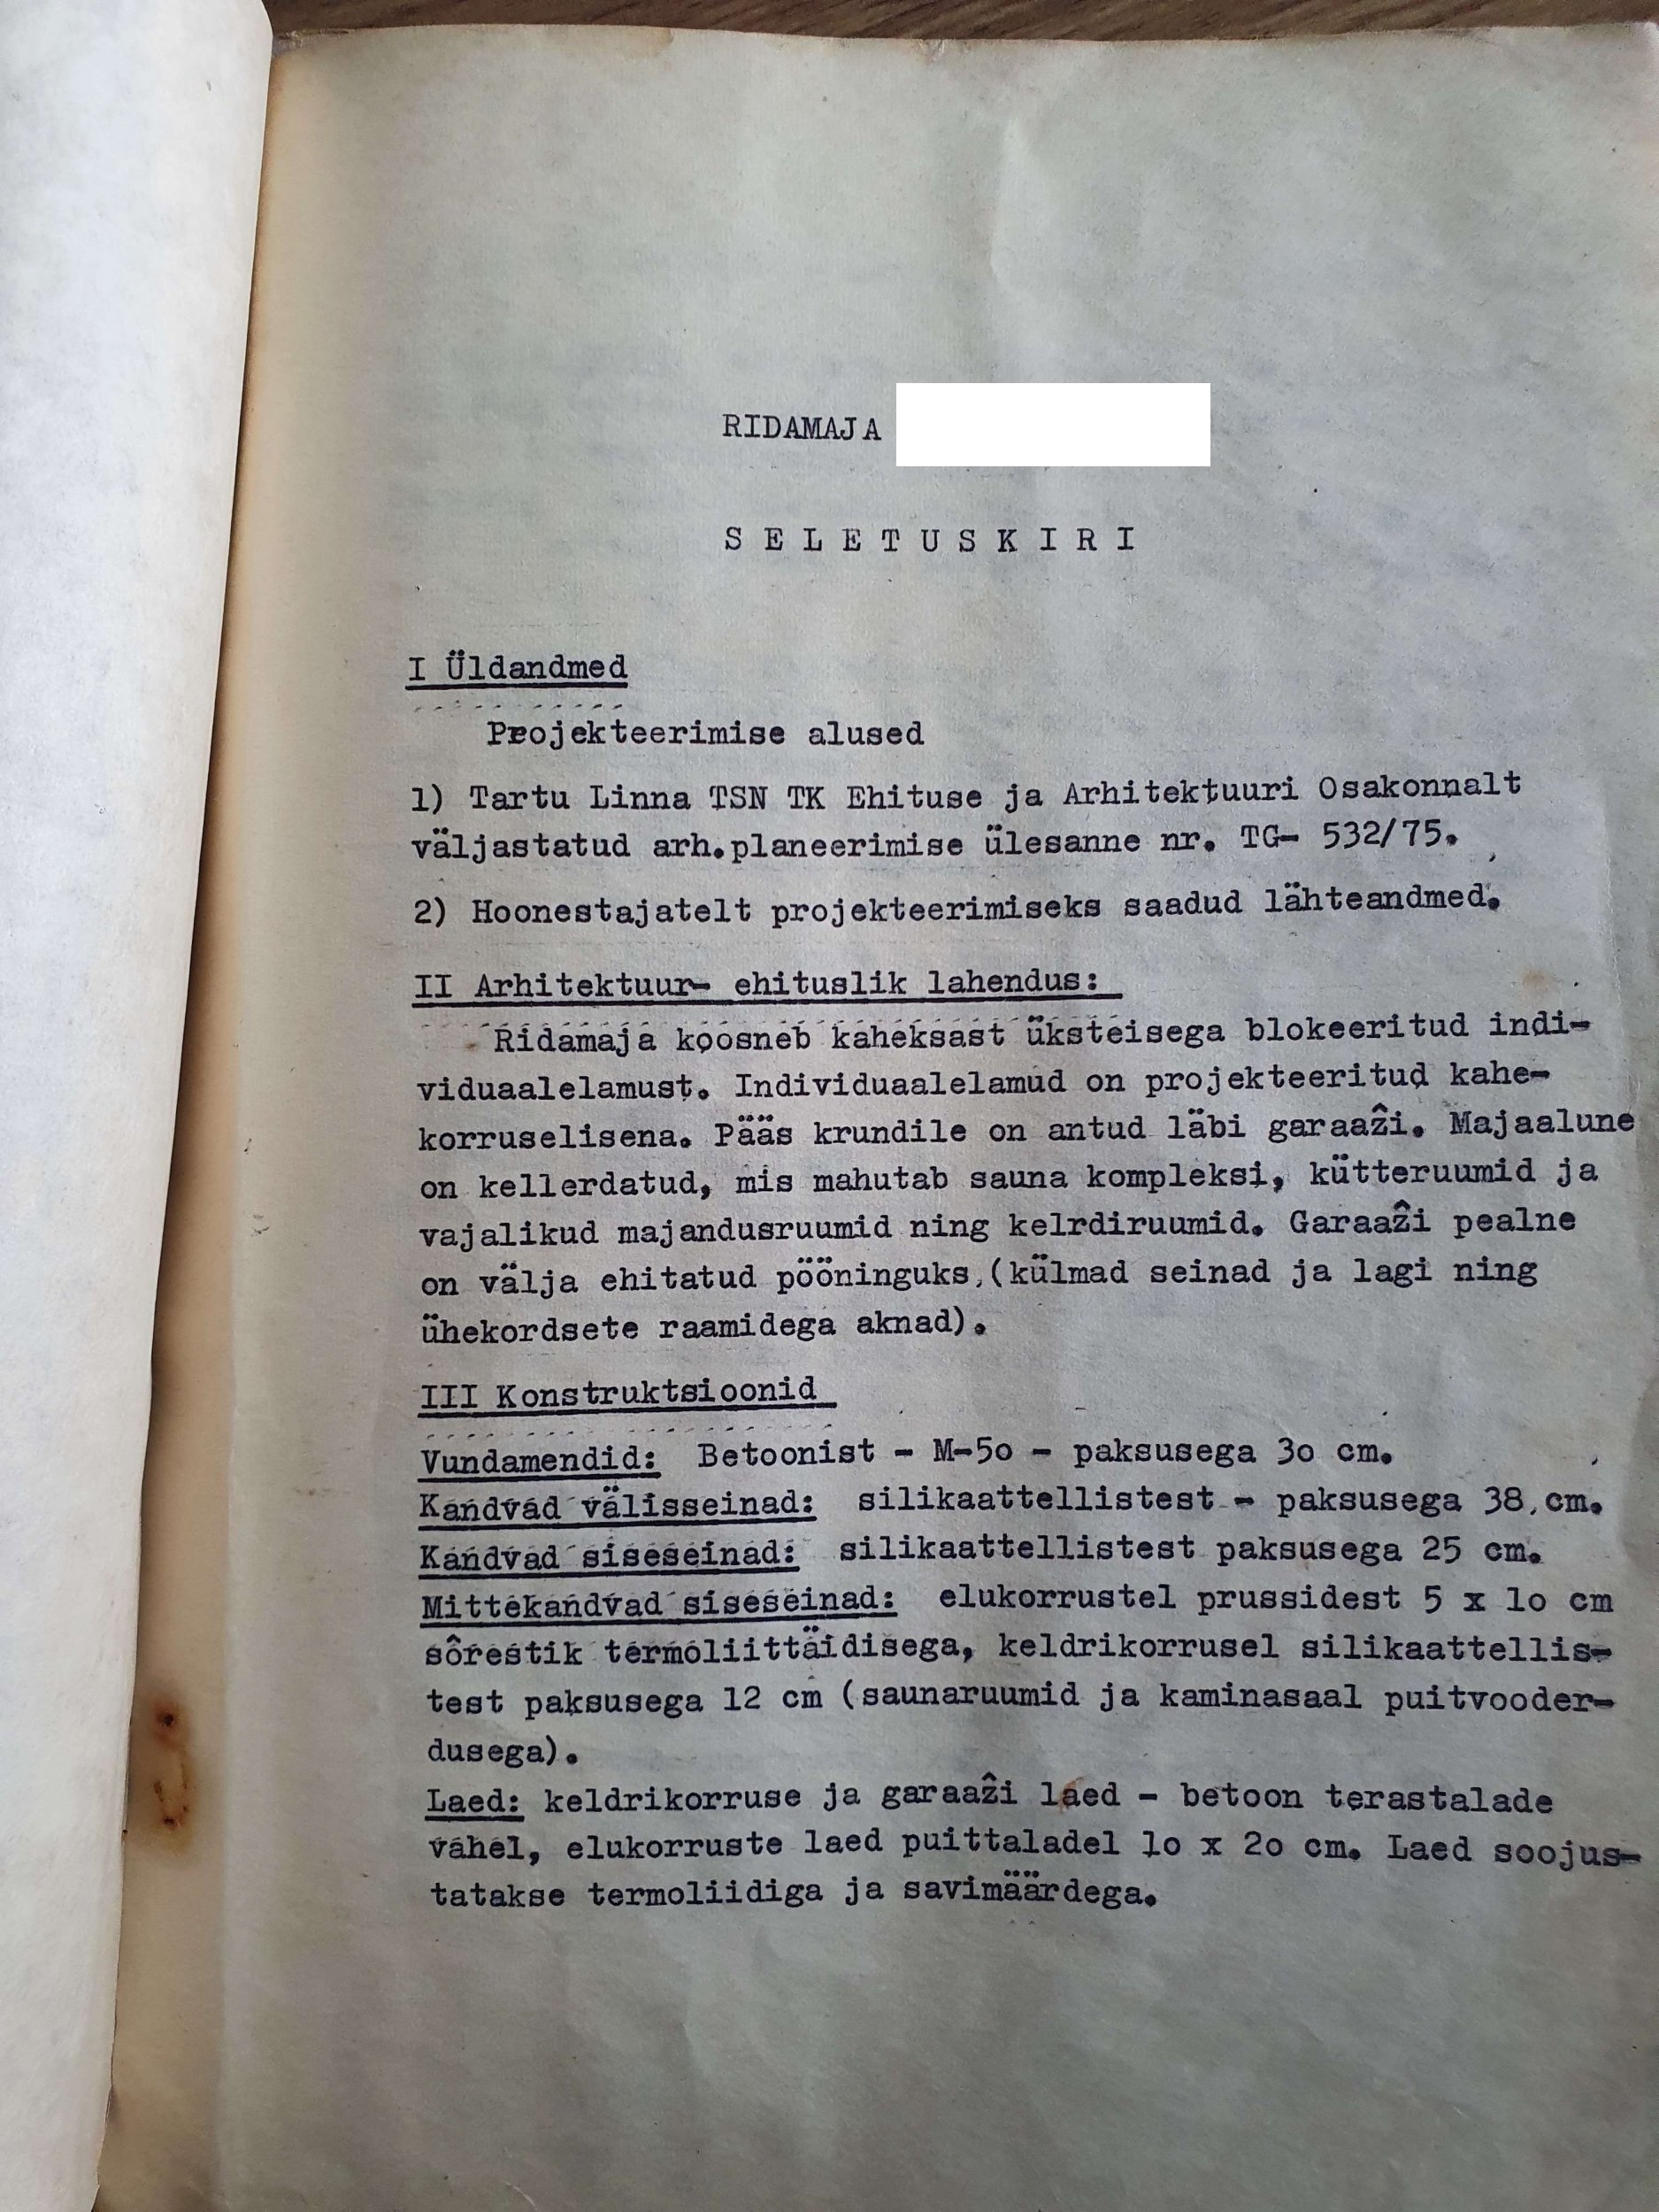 RIDAMAJA
SELETUSKIRI
I Üldandmed
Projekteerimise alused
1) Tartu Linna TSN TK Ehituse ja Arhitektuuri Osakonnalt
väljastatud arh.planeerimise ülesanne nr. TG- 532/75.
2) Hoonestajatelt projekteerimiseks saadud lähteandmed.
II Arhitektuur- ehituslik lahendus:
Ridamaja koosneb kaheksast üksteisega blokeeritud indi-
viduaalelamust. Individuaalelamud on projekteeritud kahe-
korruselisena. Pääs krundile on antud läbi garaaẑi. Majaalune
on kellerdatud, mis mahutab sauna kompleksi, kütteruumid ja
vajalikud majandusruumid ning kelrdiruumid. Garaaẑi pealne
on välja ehitatud pööninguks,(külmad seinad ja lagi ning
ühekordsete raamidega aknad).
III Konstruktsioonid
Vundamendid: Betoonist - M-5o - paksusega 3o cm.
Kandvad välisseinad: silikaattellistest - paksusega 38 cm.
Kandvad siseseinad: silikaattellistest paksusega 25 cm.
Mittekandvad siseseinad: elukorrustel prussidest 5 x lo cm
sôrestik termoliittäidisega, keldrikorrusel silikaattellis-
test paksusega 12 cm (saunaruumid ja kaminasaal puitvooder-
dusega).
Laed: keldrikorruse ja garaaẑi laed - betoon terastalade
vahel, elukorruste laed puittaladel lo x 2o cm. Laed soojus-
tatakse termoliidiga ja savimäärdega.